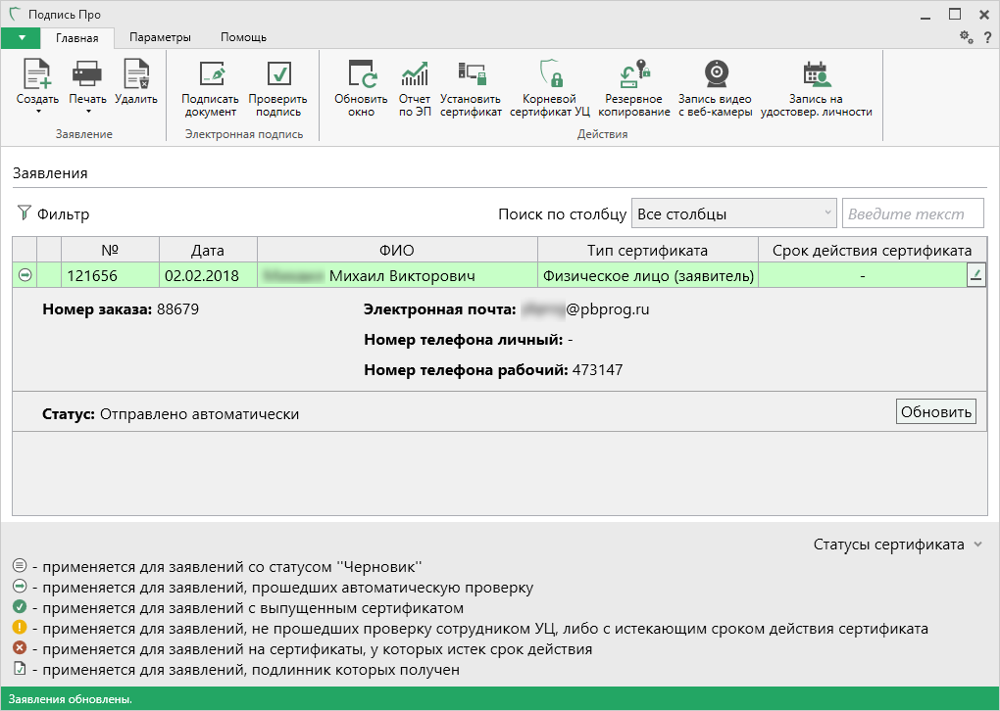 Подпись Про
Главная Параметры Помощь
?
Создать Печать Удалить
Заявление
Подписать документ Проверить подпись
Электронная подпись
Обновить окно Отчет по ЭП Установить сертификат Корневой сертификат УЦ Резервное копирование Запись видео с веб-камеры Запись на удостовер. личности
Действия
Заявления
Фильтр Поиск по столбцу Все столбцы Введите текст
№ Дата ФИО Тип сертификата Срок действия сертификата
121656 02.02.2018 Михаил Викторович Физическое лицо (заявитель) -
Номер заказа: 88679 Электронная почта: @pbprog.ru
Номер телефона личный: -
Номер телефона рабочий: 473147
Статус: Отправлено автоматически Обновить
Статусы сертификата
- применяется для заявлений со статусом ''Черновик''
- применяется для заявлений, прошедших автоматическую проверку
- применяется для заявлений с выпущенным сертификатом
- применяется для заявлений, не прошедших проверку сотрудником УЦ, либо с истекающим сроком действия сертификата
- применяется для заявлений на сертификаты, у которых истек срок действия
- применяется для заявлений, подлинник которых получен
Заявления обновлены.